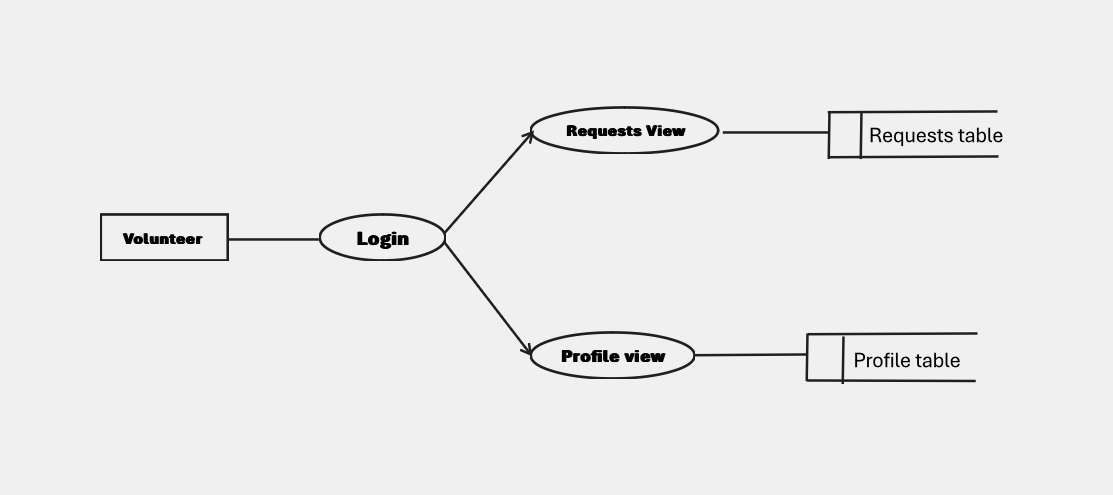 Requests View
Requests table
Volunteer
Login
Profile view
Profile table